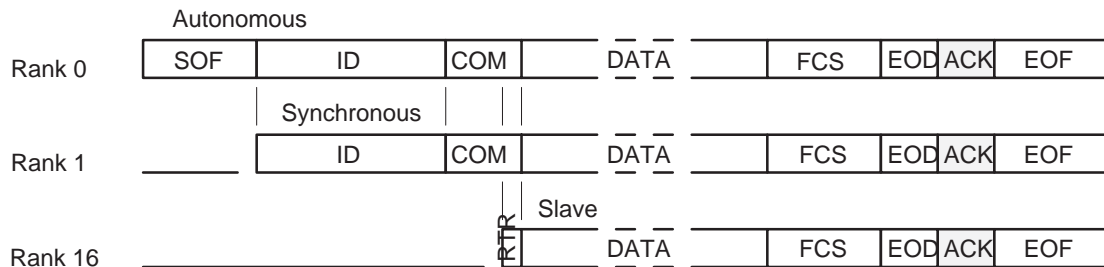 Autonomous
Rank 0 SOF ID COM DATA FCS EOD ACK EOF
Synchronous
Rank 1 ID COM DATA FCS EOD ACK EOF
Slave
Rank 16 RTR DATA FCS EOD ACK EOF